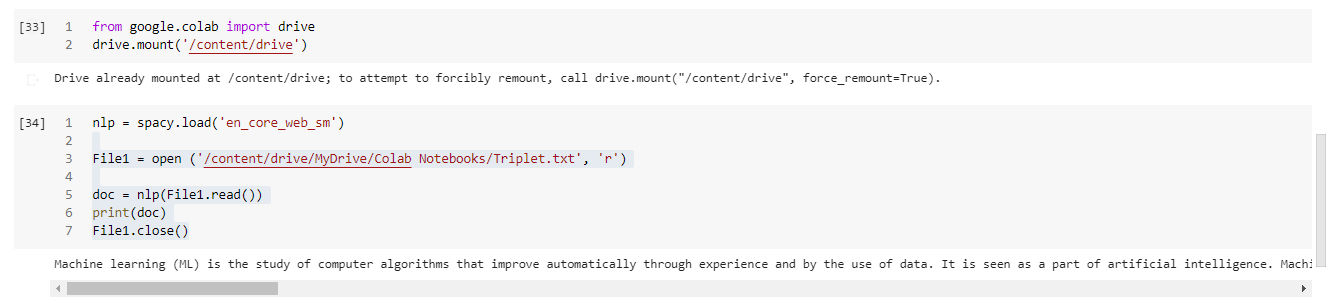 [33] 1 from google.colab import drive
2 drive.mount('/content/drive')
Drive already mounted at /content/drive; to attempt to forcibly remount, call drive.mount("/content/drive", force_remount=True).
[34] 1 nlp = spacy.load('en_core_web_sm')
2
3 File1 = open ('/content/drive/MyDrive/Colab Notebooks/Triplet.txt', 'r')
4
5 doc = nlp(File1.read())
6 print(doc)
7 File1.close()
Machine learning (ML) is the study of computer algorithms that improve automatically through experience and by the use of data. It is seen as a part of artificial intelligence. Machi